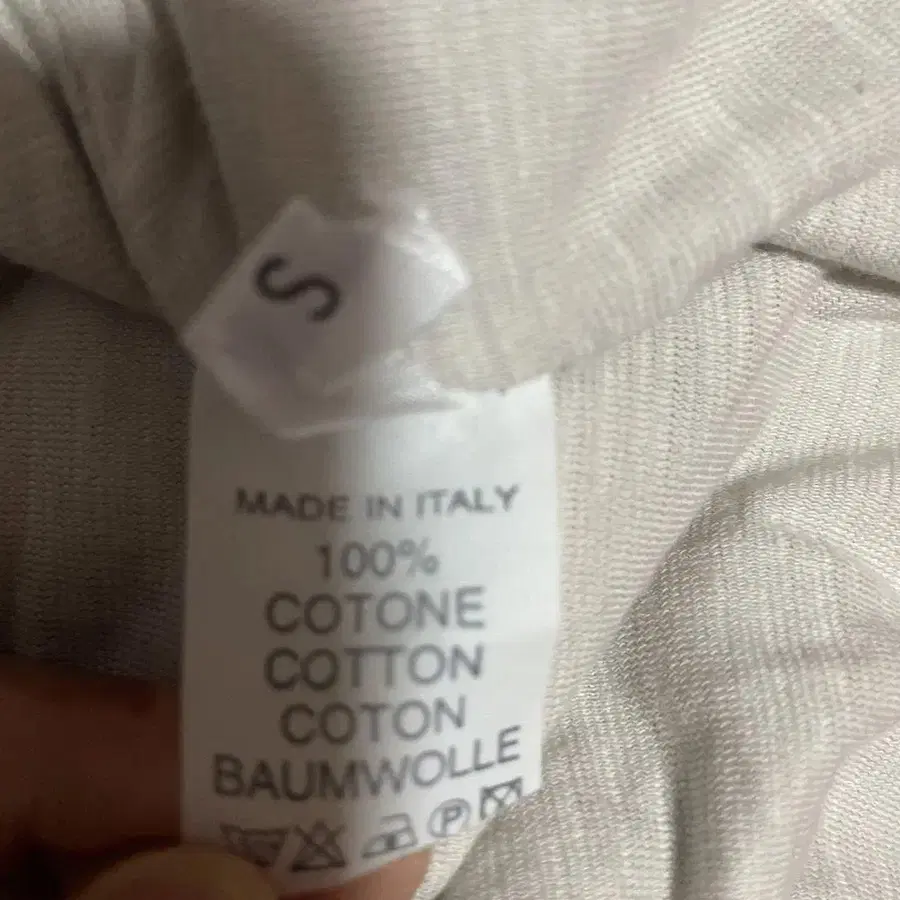 S
MADE IN ITALY
100%
COTONE
COTTON
COTON
BAUMWOLLE
P